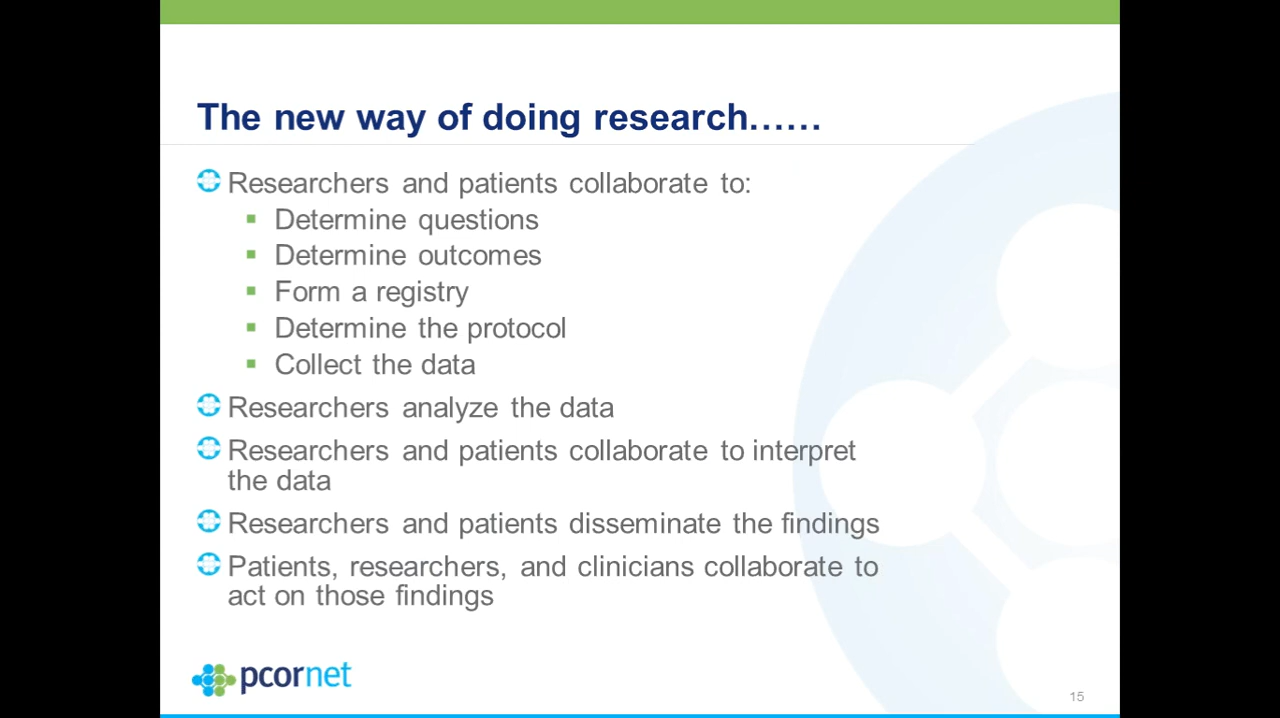 The new way of doing research......
Researchers and patients collaborate to:
Determine questions
Determine outcomes
Form a registry
Determine the protocol
Collect the data
Researchers analyze the data
Researchers and patients collaborate to interpret
the data
Researchers and patients disseminate the findings
Patients, researchers, and clinicians collaborate to
act on those findings
pcornet
15